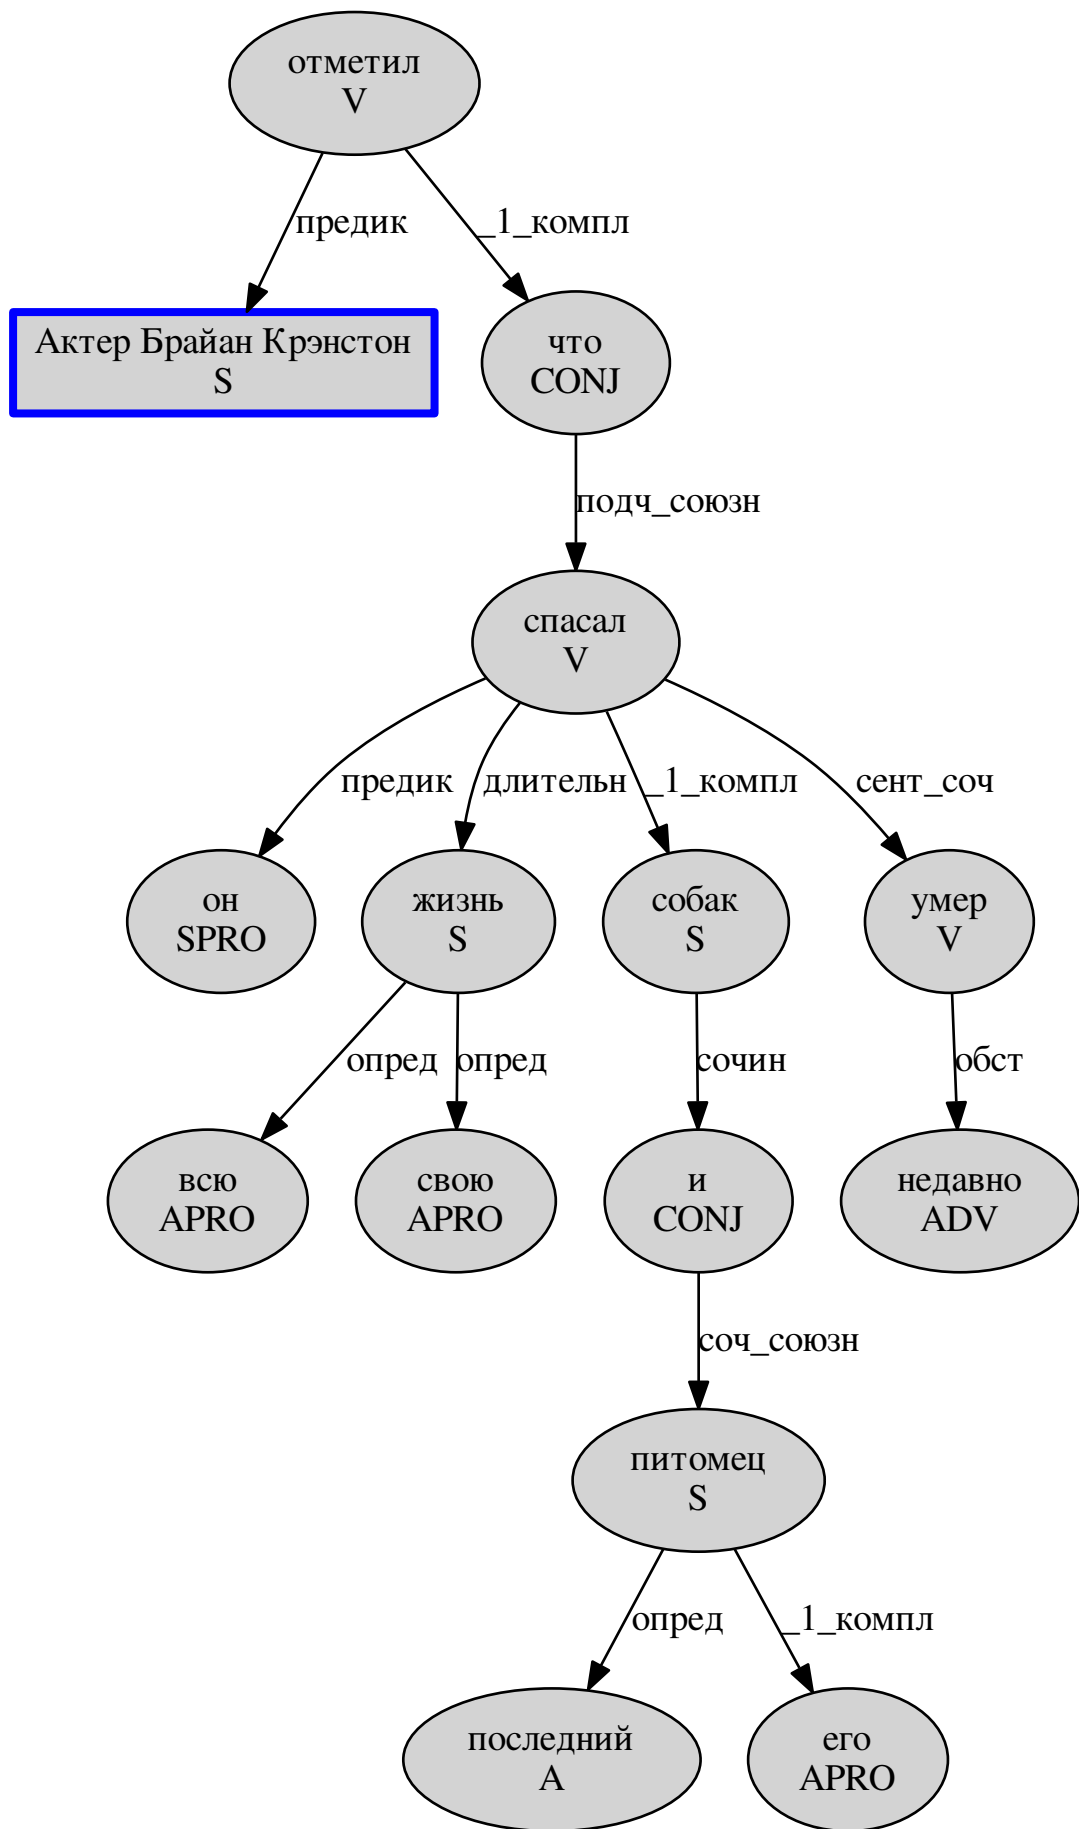 отметил
V
предик
_1_компл
Актер Брайан Крэнстон
S
что
CONJ
подч_союзн
спасал
V
предик
длительн
_1_компл
сент_соч
он
SPRO
жизнь
S
собак
S
умер
V
опред
опред
сочин
обст
всю
APRO
свою
APRO
и
CONJ
недавно
ADV
соч_союзн
питомец
S
опред
_1_компл
последний
A
его
APRO